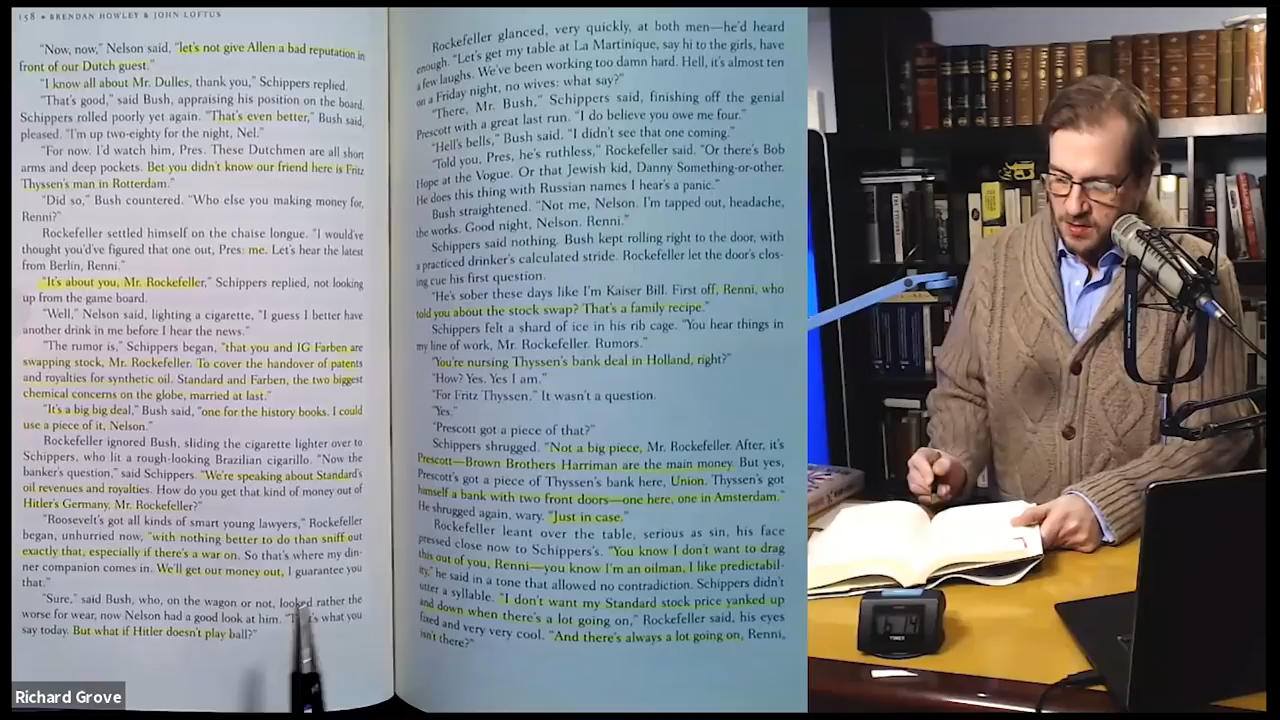 158 • BRENDAN HOWLEY & JOHN LOFTUS
"Now, now," Nelson said, "let's not give Allen a bad reputation in
front of our Dutch guest."
"I know all about Mr. Dulles, thank you," Schippers replied.
"That's good," said Bush, appraising his position on the board.
Schippers rolled poorly yet again. "That's even better," Bush said,
pleased. "I'm up two-eighty for the night, Nel."
"For now. I'd watch him, Pres. These Dutchmen are all short
arms and deep pockets. Bet you didn't know our friend here is Fritz
Thyssen's man in Rotterdam."
"Did so," Bush countered. "Who else you making money for,
Renni?"
Rockefeller settled himself on the chaise longue. "I would've
thought you'd've figured that one out, Pres: me. Let's hear the latest
from Berlin, Renni."
"It's about you, Mr. Rockefeller," Schippers replied, not looking
up from the game board.
"Well," Nelson said, lighting a cigarette, "I guess I better have
another drink in me before I hear the news."
"The rumor is," Schippers began, "that you and IG Farben are
swapping stock, Mr. Rockefeller. To cover the handover of patents
and royalties for synthetic oil. Standard and Farben, the two biggest
chemical concerns on the globe, married at last."
"It's a big big deal," Bush said, "one for the history books. I could
use a piece of it, Nelson."
Rockefeller ignored Bush, sliding the cigarette lighter over to
Schippers, who lit a rough-looking Brazilian cigarillo. "Now the
banker's question," said Schippers. "We're speaking about Standard's
oil revenues and royalties. How do you get that kind of money out of
Hitler's Germany, Mr. Rockefeller?"
"Roosevelt's got all kinds of smart young lawyers," Rockefeller
began, unhurried now, "with nothing better to do than sniff out
exactly that, especially if there's a war on. So that's where my din-
ner companion comes in. We'll get our money out, I guarantee you
that."
"Sure," said Bush, who, on the wagon or not, looked rather the
worse for wear, now Nelson had a good look at him. what you
say today. But what if Hitler doesn't play ball?"
Rockefeller glanced, very quickly, at both men—he'd heard
enough. "Let's get my table at La Martinique, say hi to the girls, have
a few laughs. We've been working too damn hard. Hell, it's almost ten
on a Friday night, no wives: what say?"
"There, Mr. Bush," Schippers said, finishing off the genial
Prescott with a great last run. "I do believe you owe me four."
"Hell's bells," Bush said. "I didn't see that one coming."
"Told you, Pres, he's ruthless," Rockefeller said. "Or there's Bob
Hope at the Vogue. Or that Jewish kid, Danny Something-or-other.
He does this thing with Russian names I hear's a panic."
Bush straightened. "Not me, Nelson. I'm tapped out, headache,
the works. Good night, Nelson. Renni."
Schippers said nothing. Bush kept rolling right to the door, with
a practiced drinker's calculated stride. Rockefeller let the door's clos-
ing cue his first question.
"He's sober these days like I'm Kaiser Bill. First off, Renni, who
told you about the stock swap? That's a family recipe."
Schippers felt a shard of ice in his rib cage. "You hear things in
my line of work, Mr. Rockefeller. Rumors."
"You're nursing Thyssen's bank deal in Holland, right?"
"How? Yes. Yes I am."
"For Fritz Thyssen." It wasn't a question.
"Yes."
"Prescott got a piece of that?"
Schippers shrugged. "Not a big piece, Mr. Rockefeller. After, it's
Prescott—Brown Brothers Harriman are the main money. But yes,
Prescott's got a piece of Thyssen's bank here, Union. Thyssen's got
himself a bank with two front doors—one here, one in Amsterdam."
He shrugged again, wary. "Just in case."
Rockefeller leant over the table, serious as sin, his face
pressed close now to Schippers's. "You know I don't want to drag
this out of you, Renni—you know I'm an oilman, I like predictabil-
ity," he said in a tone that allowed no contradiction. Schippers didn't
utter a syllable. "I don't want my Standard stock price yanked up
and down when there's a lot going on," Rockefeller said, his eyes
fixed and very very cool. "And there's always a lot going on, Renni,
isn't there?"
Richard Grove
TIMEX